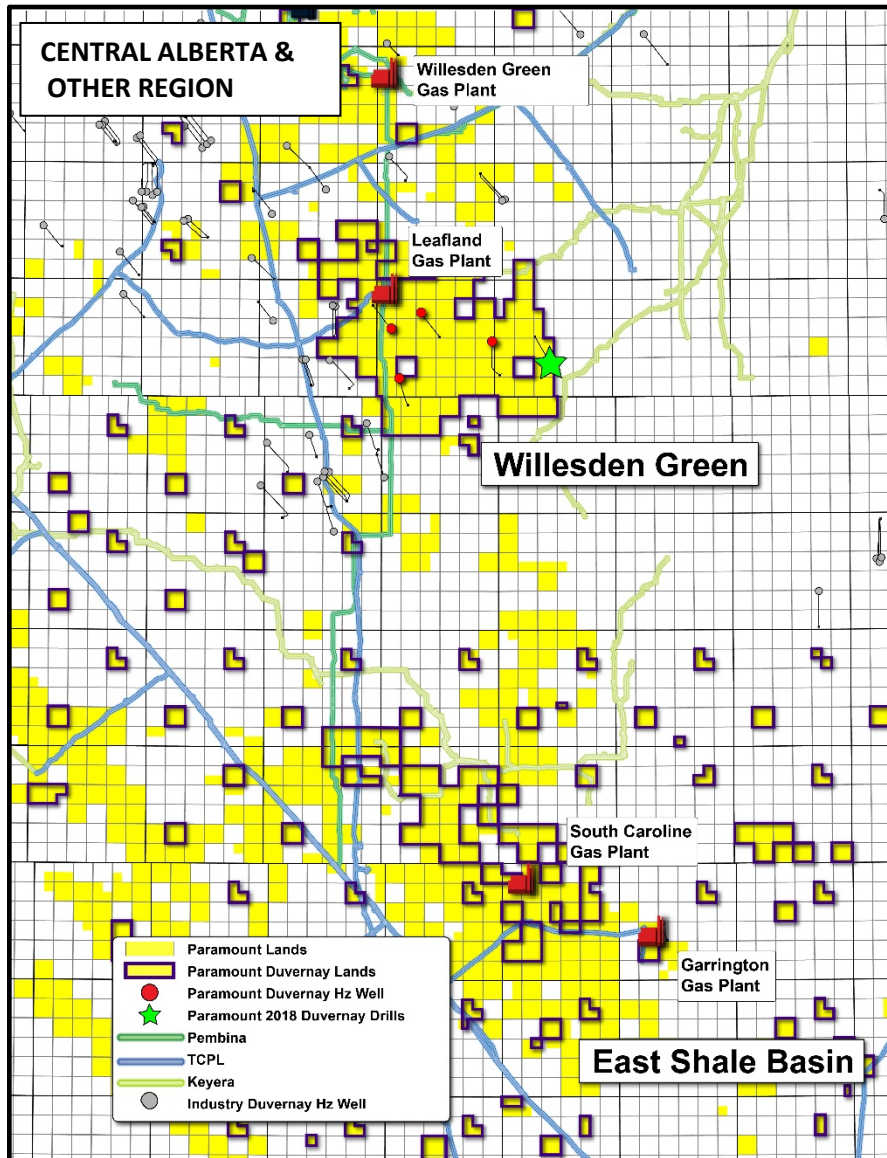 CENTRAL ALBERTA &
OTHER REGION
Willesden Green
Gas Plant
Leafland
Gas Plant
Willesden Green
South Caroline
Gas Plant
Garrington
Gas Plant
East Shale Basin
Paramount Lands
Paramount Duvernay Lands
Paramount Duvernay Hz Well
Paramount 2018 Duvernay Drills
Pembina
TCPL
Keyera
Industry Duvernay Hz Well